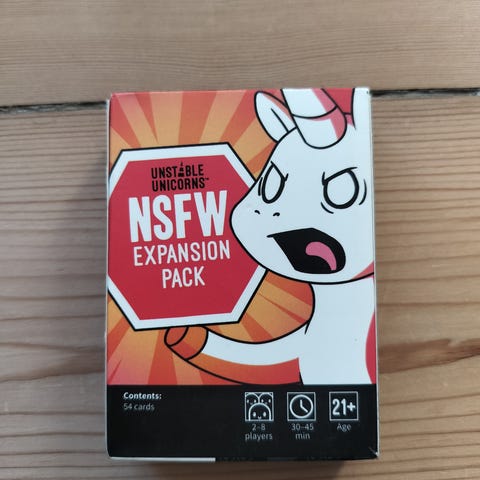 UNSTABLE
UNICORNS™
NSFW
EXPANSION
PACK
Contents:
54 cards
2-8
players
30-45
min
21+
Age